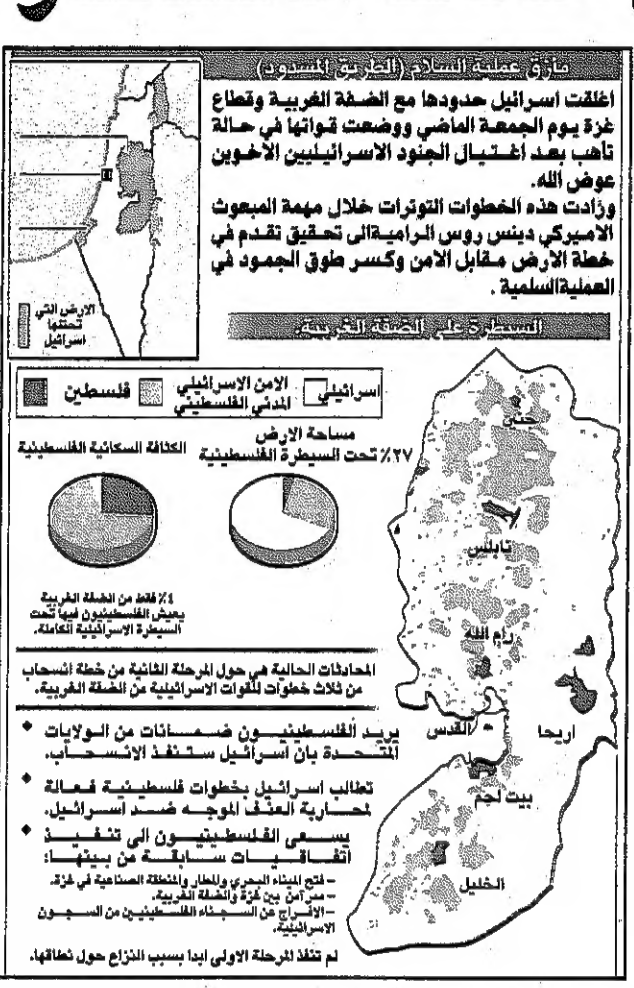 مأزق عملية السلام (الطريق المسدود)
اغلقت اسرائيل حدودها مع الضفة الغربية وقطاع
غزة يوم الجمعة الماضي ووضعت قواتها في حالة
تأهب بعد اغتيال الجنود الاسرائيليين الاخوين
عوض الله.
وزادت هذه الخطوات التوترات خلال مهمة المبعوث
الاميركي دينس روس الراميةالى تحقيق تقدم في
خطة الارض مقابل الامن وكسر طوق الجمود في
العمليةالسلمية .
الارض التي
تحتلها
اسرائيل
السيطرة على الضفة الغربية
اسرائيلي
الامن الاسرائيلي
المدني الفلسطيني
فلسطين
مساحة الارض
٢٧٪ تحت السيطرة الفلسطينية
الكثافة السكانية الفلسطينية
٤٪ فقط من الضفة الغربية
يعيش الفلسطينيون فيها تحت
السيطرة الاسرائيلية الكاملة.
جنين
نابلس
رام الله
القدس
اريحا
بيت لحم
الخليل
المحادثات الحالية هي حول المرحلة الثانية من خطة انسحاب
من ثلاث خطوات للقوات الاسرائيلية من الضفة الغربية.
يريد الفلسطينيون ضمانات من الولايات
المتحدة بان اسرائيل ستنفذ الانسحاب.
تطالب اسرائيل بخطوات فلسطينية فعالة
لمحاربة العنف الموجه ضد اسرائيل.
يسعى الفلسطينيون الى تنفيذ
اتفاقيات سابقة من بينها:
– فتح الميناء البحري والمطار والمنطقة الصناعية في غزة.
– ممر آمن بين غزة والضفة الغربية.
– الافراج عن السجناء الفلسطينيين من السجون
الاسرائيلية.
لم تنفذ المرحلة الاولى ابدا بسبب النزاع حول نطاقها.